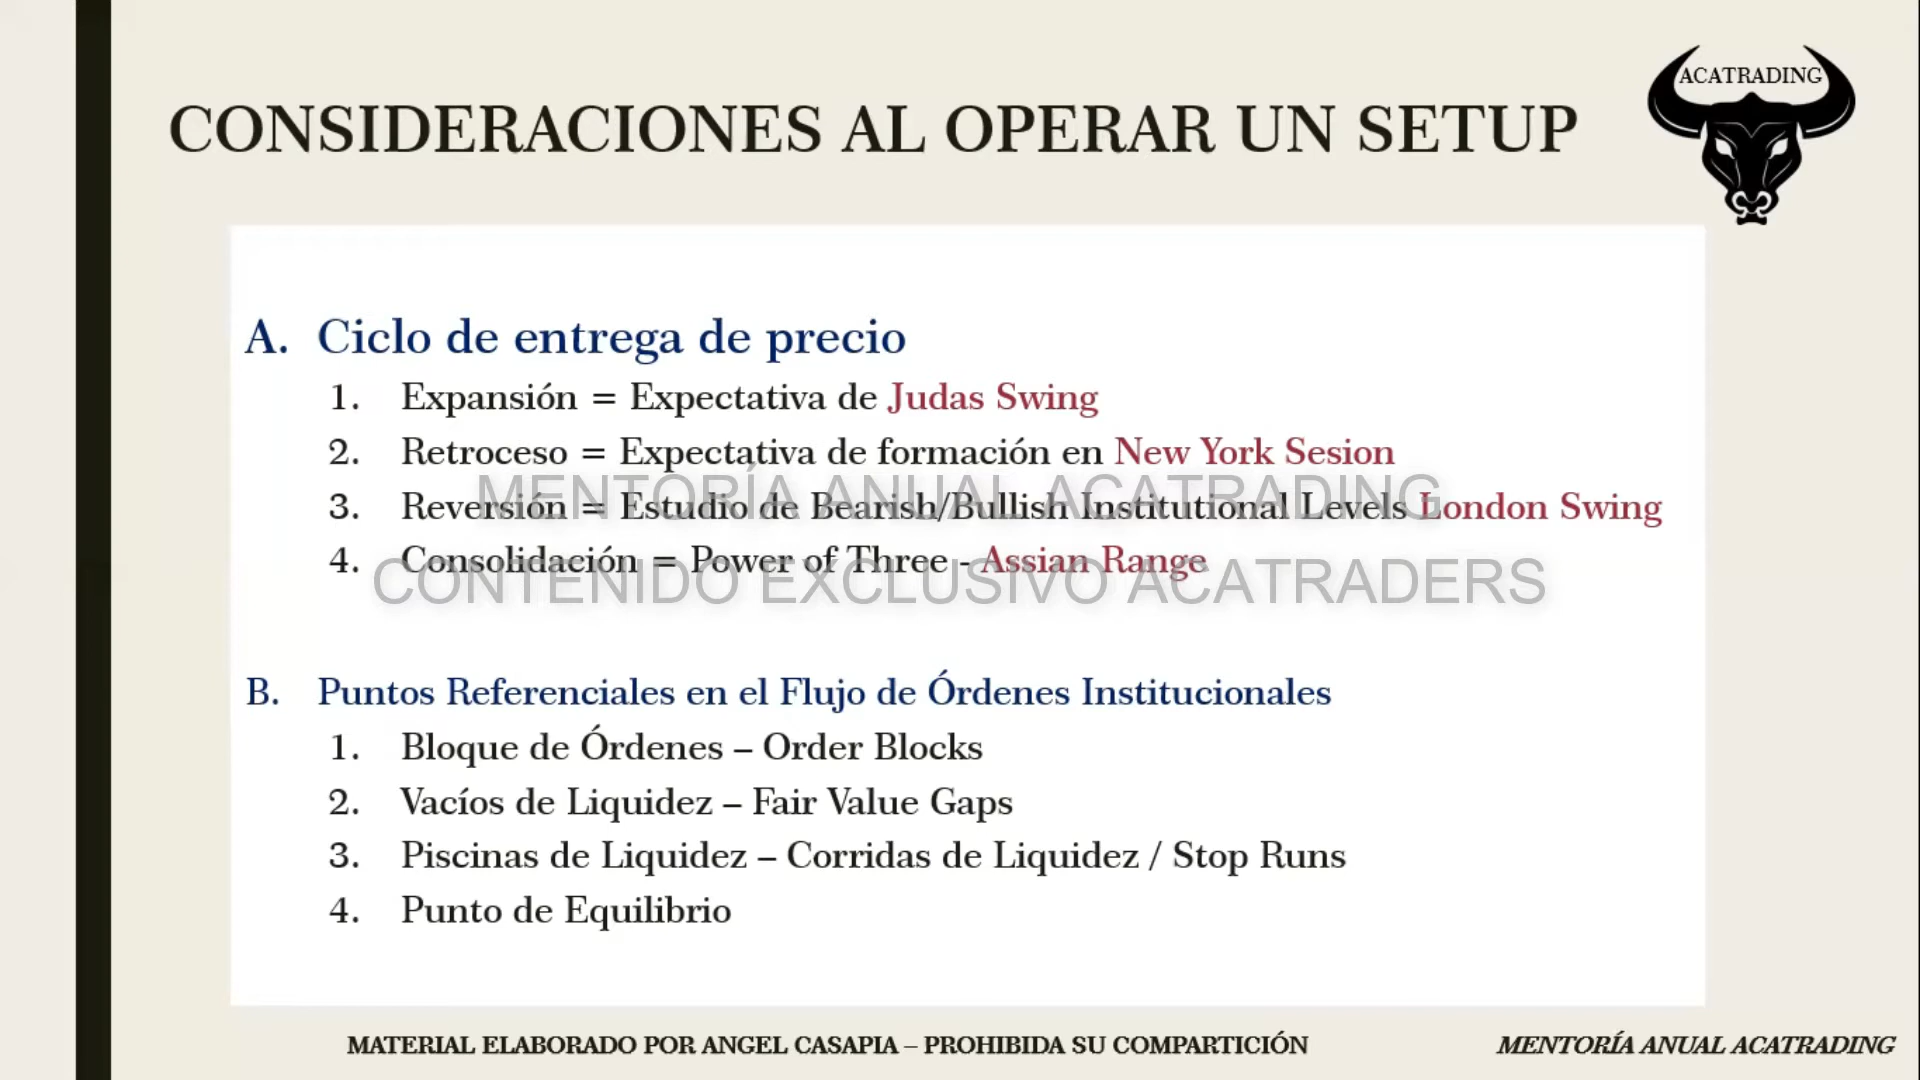 ACATRADING
CONSIDERACIONES AL OPERAR UN SETUP
A. Ciclo de entrega de precio
1. Expansión = Expectativa de Judas Swing
2. Retroceso = Expectativa de formación en New York Sesion
3. Reversión = Estudio de Bearish/Bullish Institutional Levels London Swing
4. Consolidación = Power of Three - Assian Range
MENTORÍA ANUAL ACATRADING
CONTENIDO EXCLUSIVO ACATRADERS
B. Puntos Referenciales en el Flujo de Órdenes Institucionales
1. Bloque de Órdenes – Order Blocks
2. Vacíos de Liquidez – Fair Value Gaps
3. Piscinas de Liquidez – Corridas de Liquidez / Stop Runs
4. Punto de Equilibrio
MATERIAL ELABORADO POR ANGEL CASAPIA – PROHIBIDA SU COMPARTICIÓN
MENTORÍA ANUAL ACATRADING